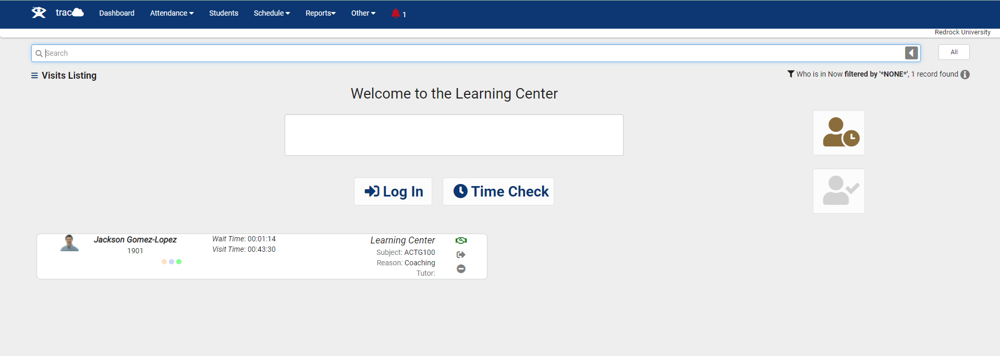 trac Dashboard Attendance Students Schedule Reports Other 1
Redrock University
Search All
Visits Listing Who is in Now filtered by '*NONE*', 1 record found
Welcome to the Learning Center
Log In Time Check
Jackson Gomez-Lopez
1901
Wait Time: 00:01:14
Visit Time: 00:43:30
Learning Center
Subject: ACTG100
Reason: Coaching
Tutor: